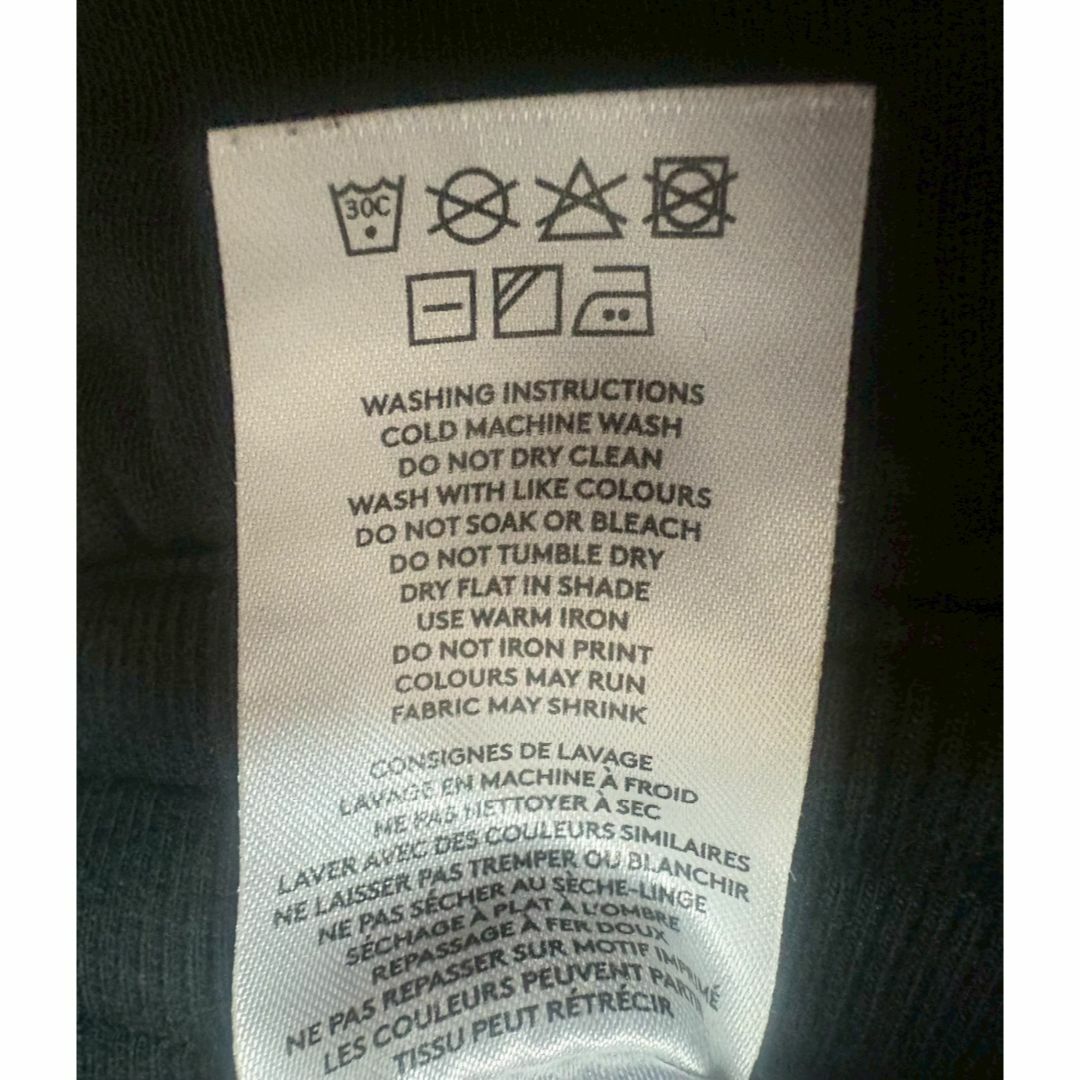 30C
WASHING INSTRUCTIONS
COLD MACHINE WASH
DO NOT DRY CLEAN
WASH WITH LIKE COLOURS
DO NOT SOAK OR BLEACH
DO NOT TUMBLE DRY
DRY FLAT IN SHADE
USE WARM IRON
DO NOT IRON PRINT
COLOURS MAY RUN
FABRIC MAY SHRINK
CONSIGNES DE LAVAGE
LAVAGE EN MACHINE À FROID
NE PAS NETTOYER À SEC
LAVER AVEC DES COULEURS SIMILAIRES
NE LAISSER PAS TREMPER OU BLANCHIR
NE PAS SÉCHER AU SÈCHE-LINGE
SÉCHAGE À PLAT À L'OMBRE
REPASSAGE À FER DOUX
NE PAS REPASSER SUR MOTIF IMPRIMÉ
LES COULEURS PEUVENT
TISSU PEUT RÉTRÉCIR